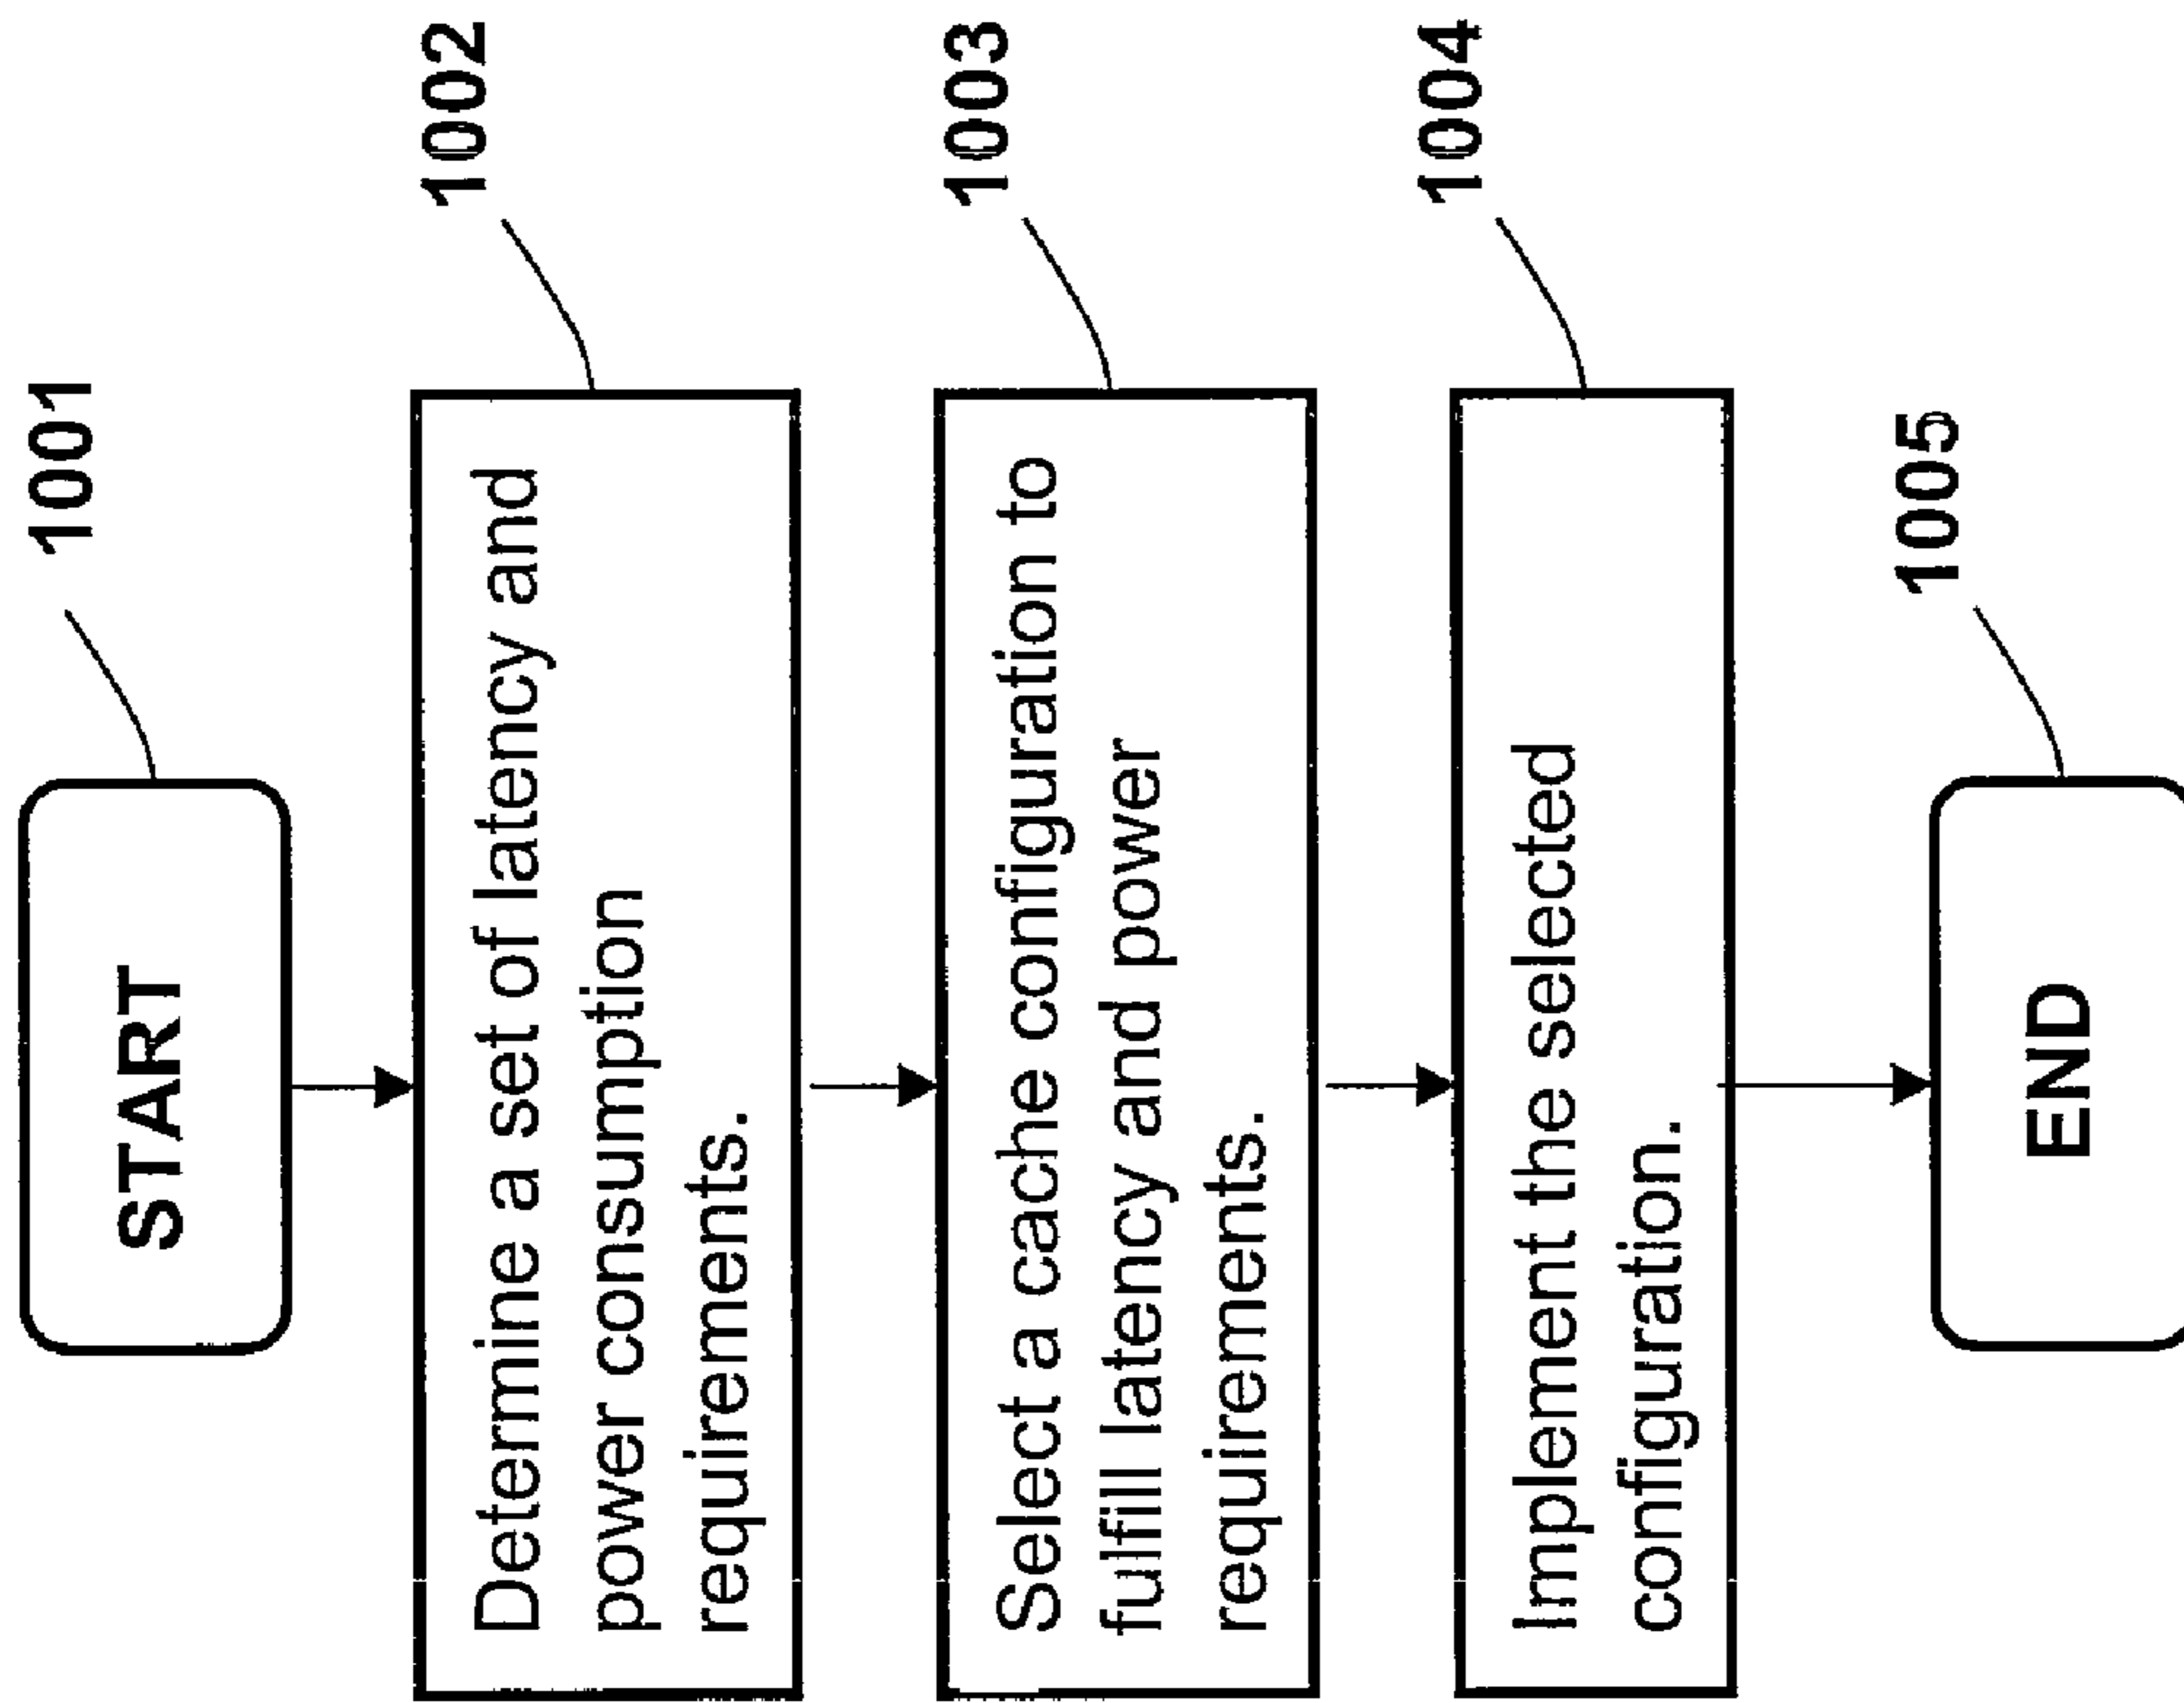 1001
START
1002
Determine a set of latency and
power consumption
requirements.
1003
Select a cache configuration to
fulfill latency and power
requirements.
1004
Implement the selected
configuration.
1005
END